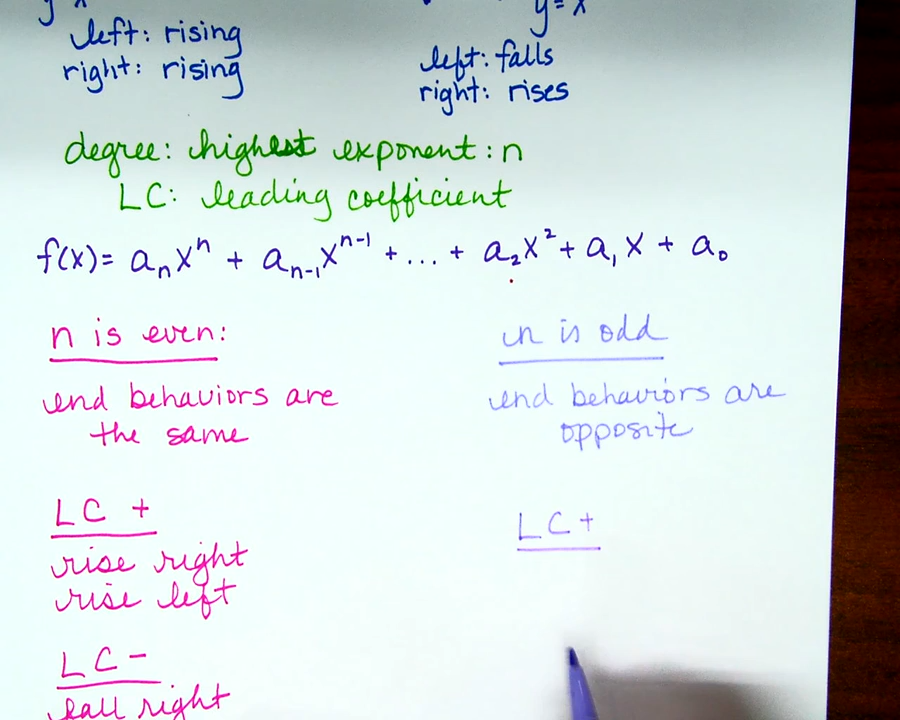 left: rising
right: rising
y = x
left: falls
right: rises
degree: highest exponent: n
LC: leading coefficient
f(x) = aₙxⁿ + aₙ₋₁xⁿ⁻¹ + ... + a₂x² + a₁x + a₀
n is even:
end behaviors are
the same
LC +
rise right
rise left
LC -
fall right
n is odd
end behaviors are
opposite
LC +